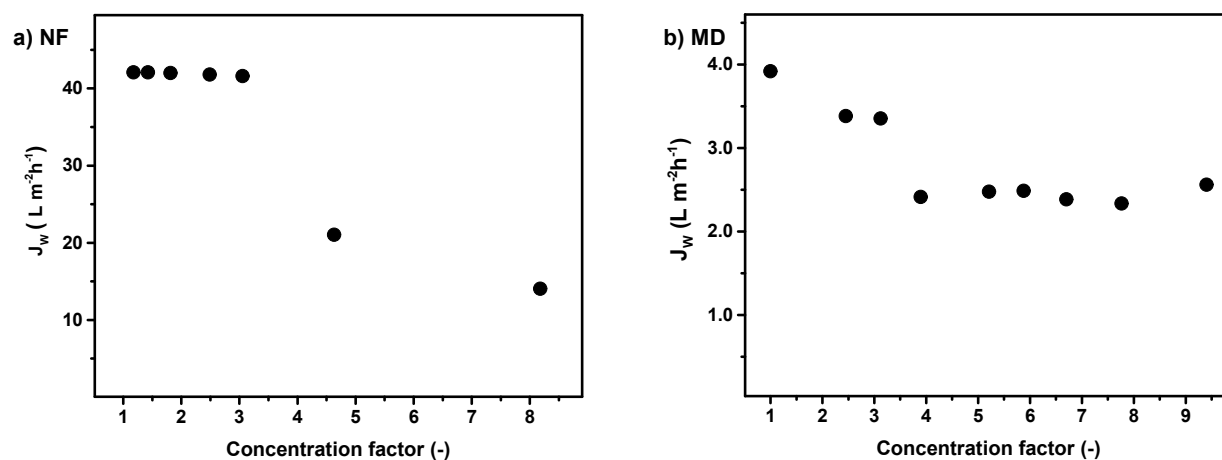 a) NF
40
30
20
10
J_w ( L m⁻²h⁻¹)
1 2 3 4 5 6 7 8
Concentration factor (-)
b) MD
4.0
3.0
2.0
1.0
J_w (L m⁻²h⁻¹)
1 2 3 4 5 6 7 8 9
Concentration factor (-)